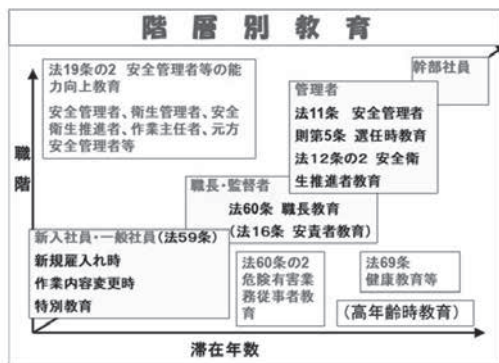 階層別教育
法19条の2 安全管理者等の能
力向上教育
安全管理者、衛生管理者、安全
衛生推進者、作業主任者、元方
安全管理者等
幹部社員
管理者
法11条 安全管理者
則第5条 選任時教育
法12条の2 安全衛
生推進者教育
職階
職長・監督者
法60条 職長教育
(法16条 安責者教育)
新入社員・一般社員(法59条)
新規雇入れ時
作業内容変更時
特別教育
法60条の2
危険有害業
務従事者教
育
法69条
健康教育等
(高年齢時教育)
滞在年数